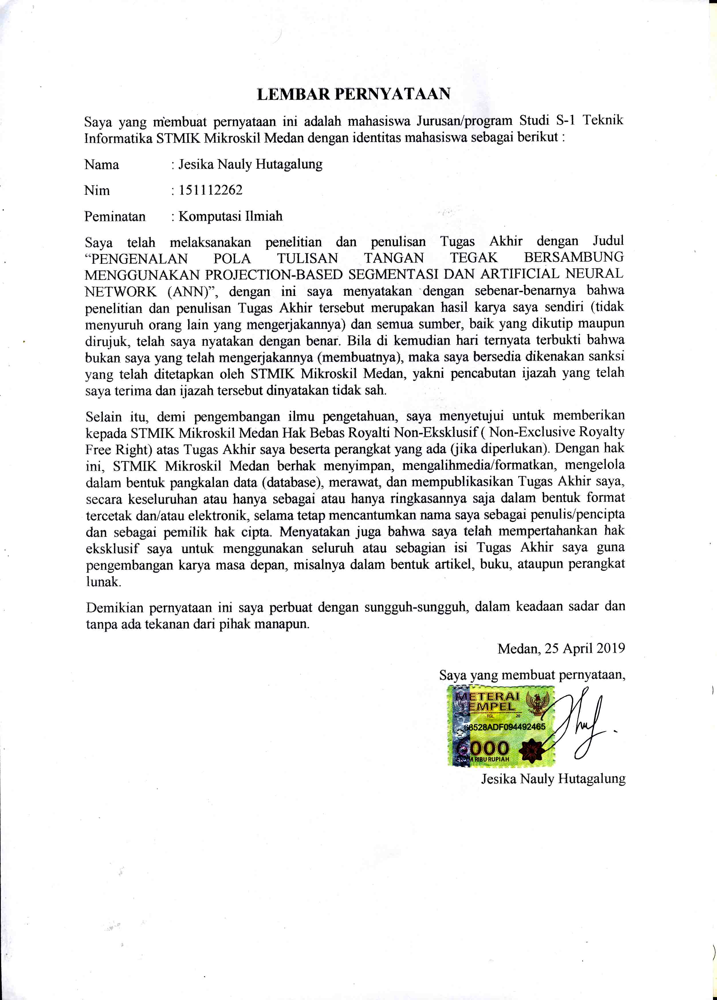 LEMBAR PERNYATAAN
Saya yang membuat pernyataan ini adalah mahasiswa Jurusan/program Studi S-1 Teknik
Informatika STMIK Mikroskil Medan dengan identitas mahasiswa sebagai berikut :
Nama : Jesika Nauly Hutagalung
Nim : 151112262
Peminatan : Komputasi Ilmiah
Saya telah melaksanakan penelitian dan penulisan Tugas Akhir dengan Judul
“PENGENALAN POLA TULISAN TANGAN TEGAK BERSAMBUNG
MENGGUNAKAN PROJECTION-BASED SEGMENTASI DAN ARTIFICIAL NEURAL
NETWORK (ANN)”, dengan ini saya menyatakan dengan sebenar-benarnya bahwa
penelitian dan penulisan Tugas Akhir tersebut merupakan hasil karya saya sendiri (tidak
menyuruh orang lain yang mengerjakannya) dan semua sumber, baik yang dikutip maupun
dirujuk, telah saya nyatakan dengan benar. Bila di kemudian hari ternyata terbukti bahwa
bukan saya yang telah mengerjakannya (membuatnya), maka saya bersedia dikenakan sanksi
yang telah ditetapkan oleh STMIK Mikroskil Medan, yakni pencabutan ijazah yang telah
saya terima dan ijazah tersebut dinyatakan tidak sah.
Selain itu, demi pengembangan ilmu pengetahuan, saya menyetujui untuk memberikan
kepada STMIK Mikroskil Medan Hak Bebas Royalti Non-Eksklusif ( Non-Exclusive Royalty
Free Right) atas Tugas Akhir saya beserta perangkat yang ada (jika diperlukan). Dengan hak
ini, STMIK Mikroskil Medan berhak menyimpan, mengalihmedia/formatkan, mengelola
dalam bentuk pangkalan data (database), merawat, dan mempublikasikan Tugas Akhir saya,
secara keseluruhan atau hanya sebagai atau hanya ringkasannya saja dalam bentuk format
tercetak dan/atau elektronik, selama tetap mencantumkan nama saya sebagai penulis/pencipta
dan sebagai pemilik hak cipta. Menyatakan juga bahwa saya telah mempertahankan hak
eksklusif saya untuk menggunakan seluruh atau sebagian isi Tugas Akhir saya guna
pengembangan karya masa depan, misalnya dalam bentuk artikel, buku, ataupun perangkat
lunak.
Demikian pernyataan ini saya perbuat dengan sungguh-sungguh, dalam keadaan sadar dan
tanpa ada tekanan dari pihak manapun.
Medan, 25 April 2019
Saya yang membuat pernyataan,
METERAI
TEMPEL
TGL 20
6000
RIBU RUPIAH
Jesika Nauly Hutagalung